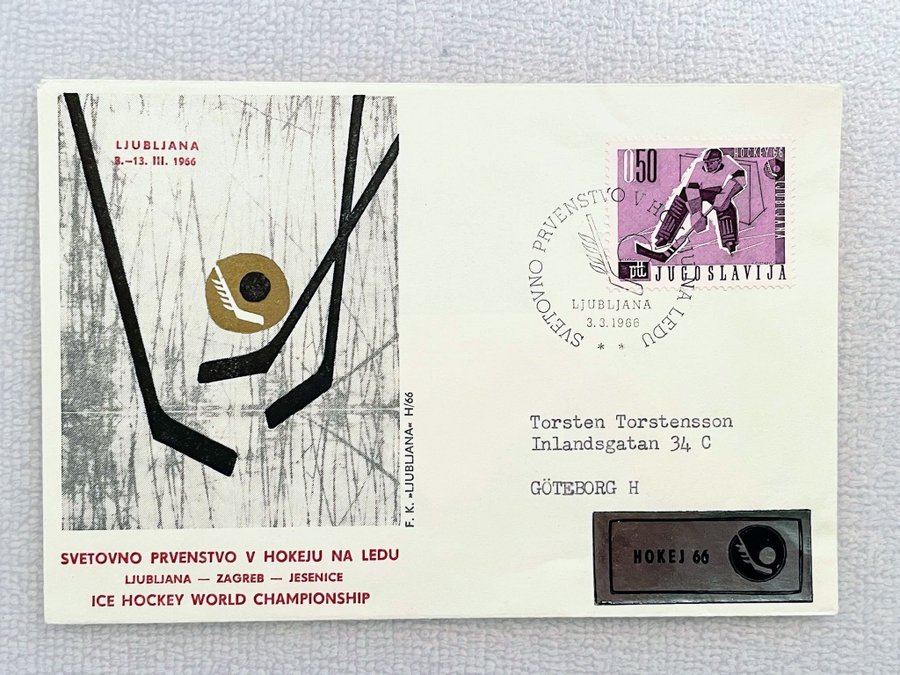 LJUBLJANA
3.–13. III. 1966
F. K. »LJUBLJANA« H/66
SVETOVNO PRVENSTVO V HOKEJU NA LEDU
LJUBLJANA — ZAGREB — JESENICE
ICE HOCKEY WORLD CHAMPIONSHIP
0,50
HOCKEY 66
ptt
JUGOSLAVIJA
SVETOVNO PRVENSTVO V HOKEJU NA LEDU
LJUBLJANA
3.3.1966
* *
Torsten Torstensson
Inlandsgatan 34 C
GÖTEBORG H
HOKEJ 66